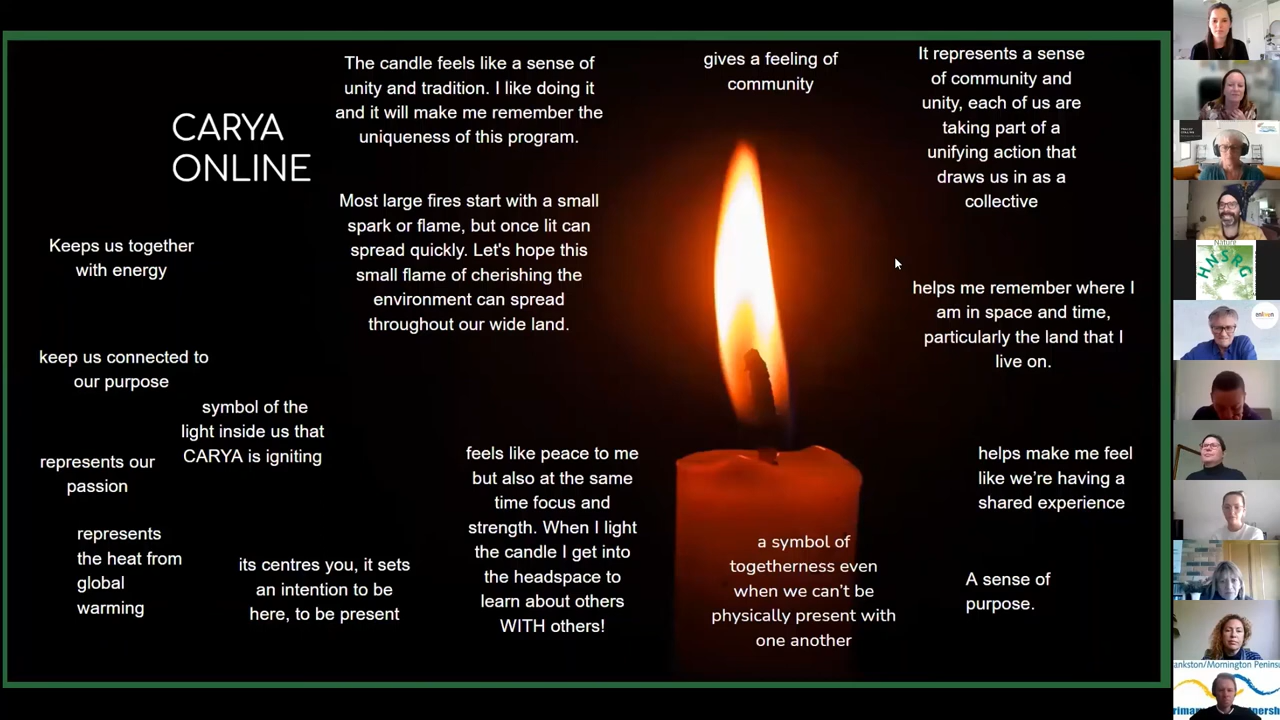 CARYA
ONLINE
The candle feels like a sense of
unity and tradition. I like doing it
and it will make me remember the
uniqueness of this program.
gives a feeling of
community
It represents a sense
of community and
unity, each of us are
taking part of a
unifying action that
draws us in as a
collective
Most large fires start with a small
spark or flame, but once lit can
spread quickly. Let's hope this
small flame of cherishing the
environment can spread
throughout our wide land.
Keeps us together
with energy
helps me remember where I
am in space and time,
particularly the land that I
live on.
keep us connected to
our purpose
symbol of the
light inside us that
CARYA is igniting
represents our
passion
feels like peace to me
but also at the same
time focus and
strength. When I light
the candle I get into
the headspace to
learn about others
WITH others!
helps make me feel
like we're having a
shared experience
represents
the heat from
global
warming
its centres you, it sets
an intention to be
here, to be present
a symbol of
togetherness even
when we can't be
physically present with
one another
A sense of
purpose.
Nature
HNSRG
ankston/Mornington Peninsu